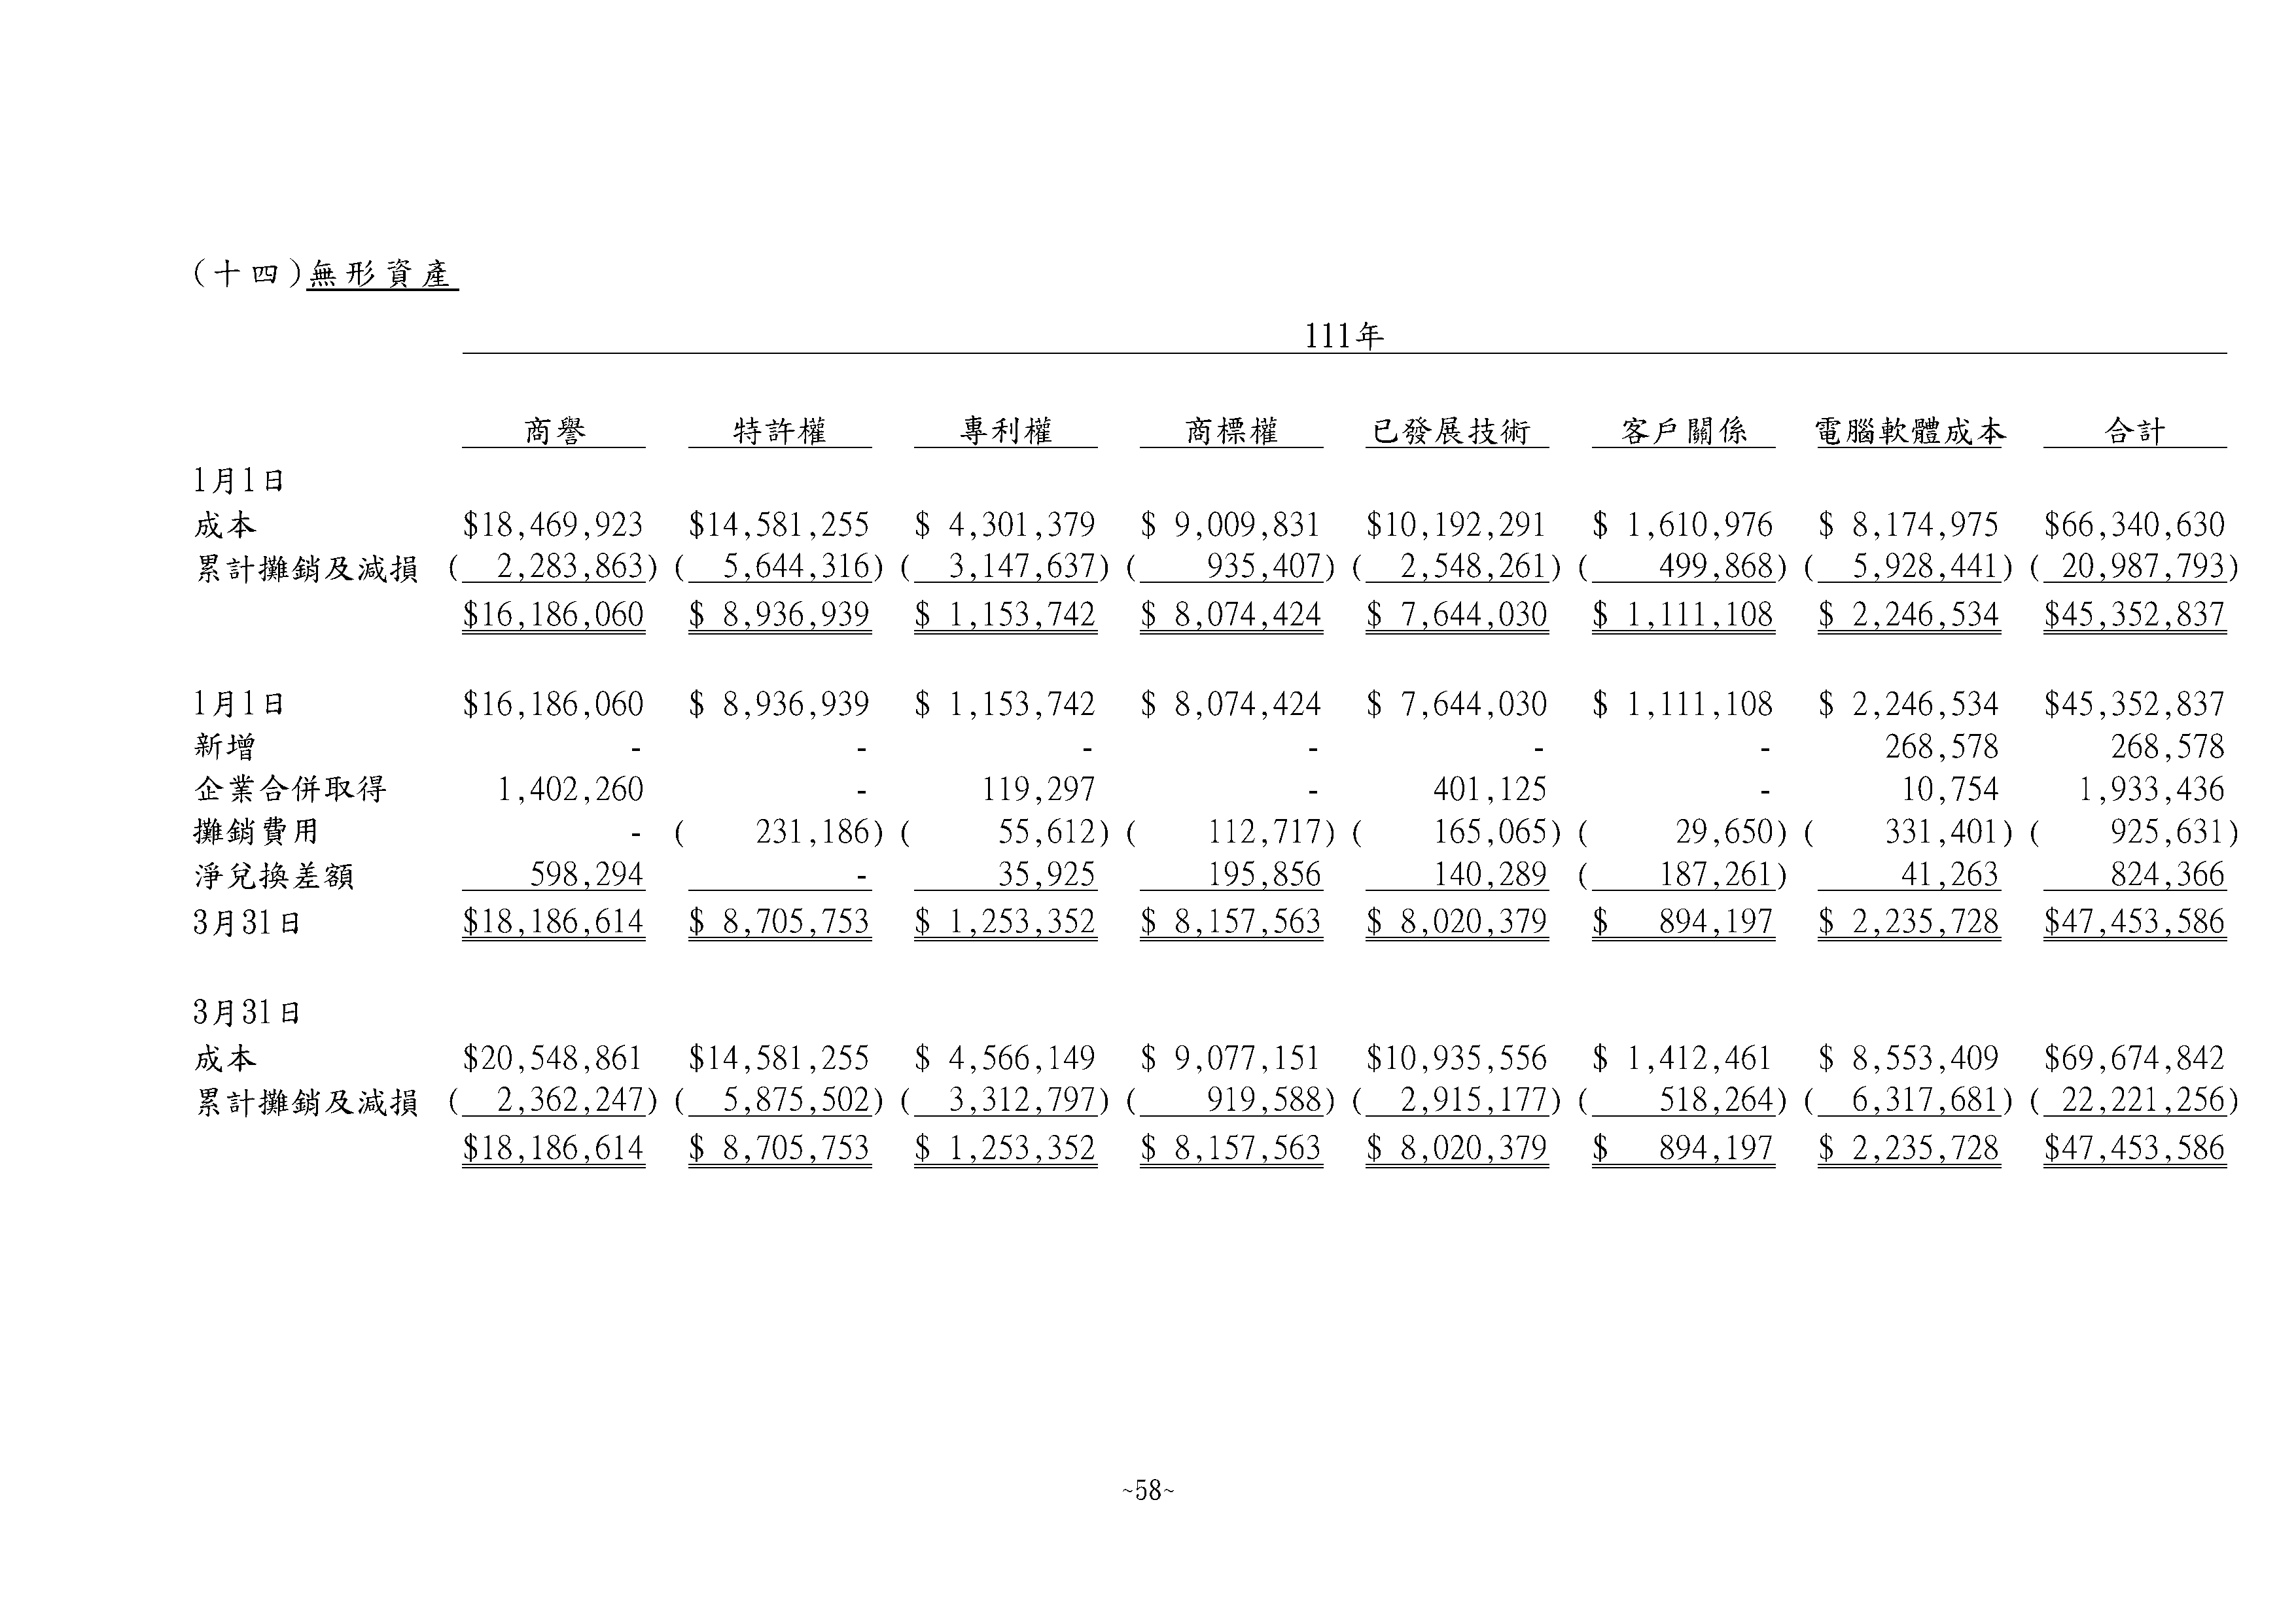 (十四)無形資產
111年
商譽 特許權 專利權 商標權 已發展技術 客戶關係 電腦軟體成本 合計
1月1日
成本 $18,469,923 $14,581,255 $ 4,301,379 $ 9,009,831 $10,192,291 $ 1,610,976 $ 8,174,975 $66,340,630
累計攤銷及減損 ( 2,283,863) ( 5,644,316) ( 3,147,637) ( 935,407) ( 2,548,261) ( 499,868) ( 5,928,441) ( 20,987,793)
$16,186,060 $ 8,936,939 $ 1,153,742 $ 8,074,424 $ 7,644,030 $ 1,111,108 $ 2,246,534 $45,352,837
1月1日 $16,186,060 $ 8,936,939 $ 1,153,742 $ 8,074,424 $ 7,644,030 $ 1,111,108 $ 2,246,534 $45,352,837
新增 - - - - - - 268,578 268,578
企業合併取得 1,402,260 - 119,297 - 401,125 - 10,754 1,933,436
攤銷費用 - ( 231,186) ( 55,612) ( 112,717) ( 165,065) ( 29,650) ( 331,401) ( 925,631)
淨兌換差額 598,294 - 35,925 195,856 140,289 ( 187,261) 41,263 824,366
3月31日 $18,186,614 $ 8,705,753 $ 1,253,352 $ 8,157,563 $ 8,020,379 $ 894,197 $ 2,235,728 $47,453,586
3月31日
成本 $20,548,861 $14,581,255 $ 4,566,149 $ 9,077,151 $10,935,556 $ 1,412,461 $ 8,553,409 $69,674,842
累計攤銷及減損 ( 2,362,247) ( 5,875,502) ( 3,312,797) ( 919,588) ( 2,915,177) ( 518,264) ( 6,317,681) ( 22,221,256)
$18,186,614 $ 8,705,753 $ 1,253,352 $ 8,157,563 $ 8,020,379 $ 894,197 $ 2,235,728 $47,453,586
~58~